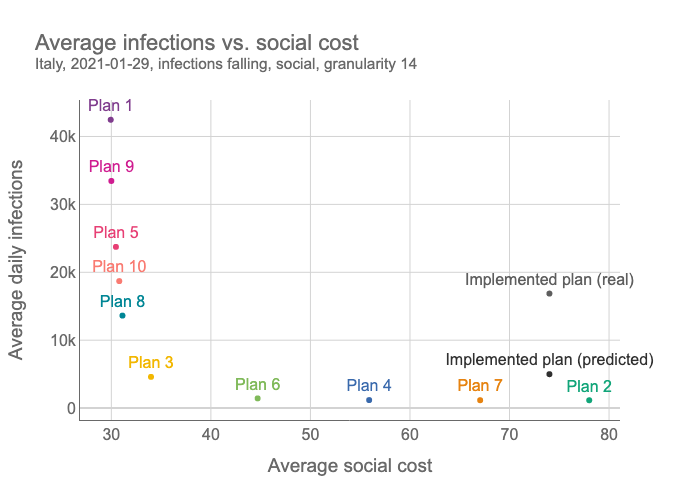 Average infections vs. social cost
Italy, 2021-01-29, infections falling, social, granularity 14
Plan 1
40k
Plan 9
30k
Plan 5
Plan 10
20k
Implemented plan (real)
Plan 8
10k
Implemented plan (predicted)
Plan 3
Plan 6
Plan 4
Plan 7
Plan 2
0
30
40
50
60
70
80
Average social cost
Average daily infections